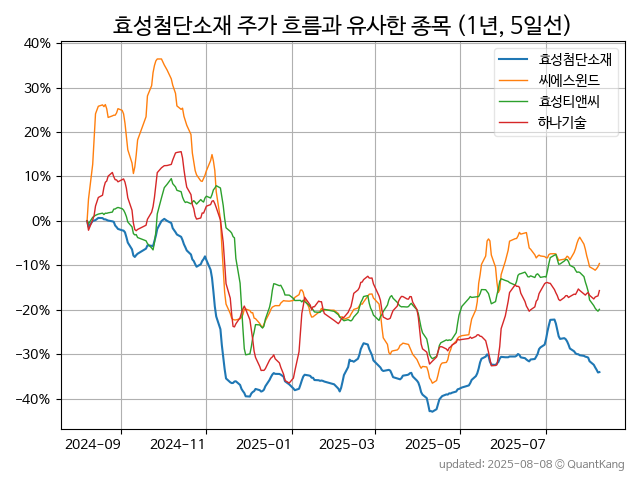 효성첨단소재 주가 흐름과 유사한 종목 (1년, 5일선)
40%
30%
20%
10%
0%
−10%
−20%
−30%
−40%
효성첨단소재
씨에스윈드
효성티앤씨
하나기술
2024-09
2024-11
2025-01
2025-03
2025-05
2025-07
updated: 2025-08-08 © QuantKang